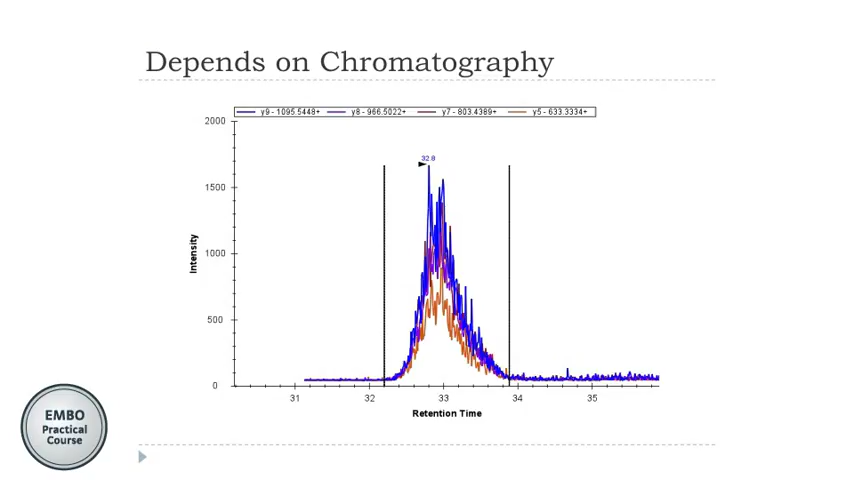 Depends on Chromatography
y9 - 1095.5448+ y8 - 966.5022+ y7 - 803.4389+ y5 - 633.3334+
2000
32.8
1500
Intensity
1000
500
0
31 32 33 34 35
Retention Time
EMBO
Practical
Course